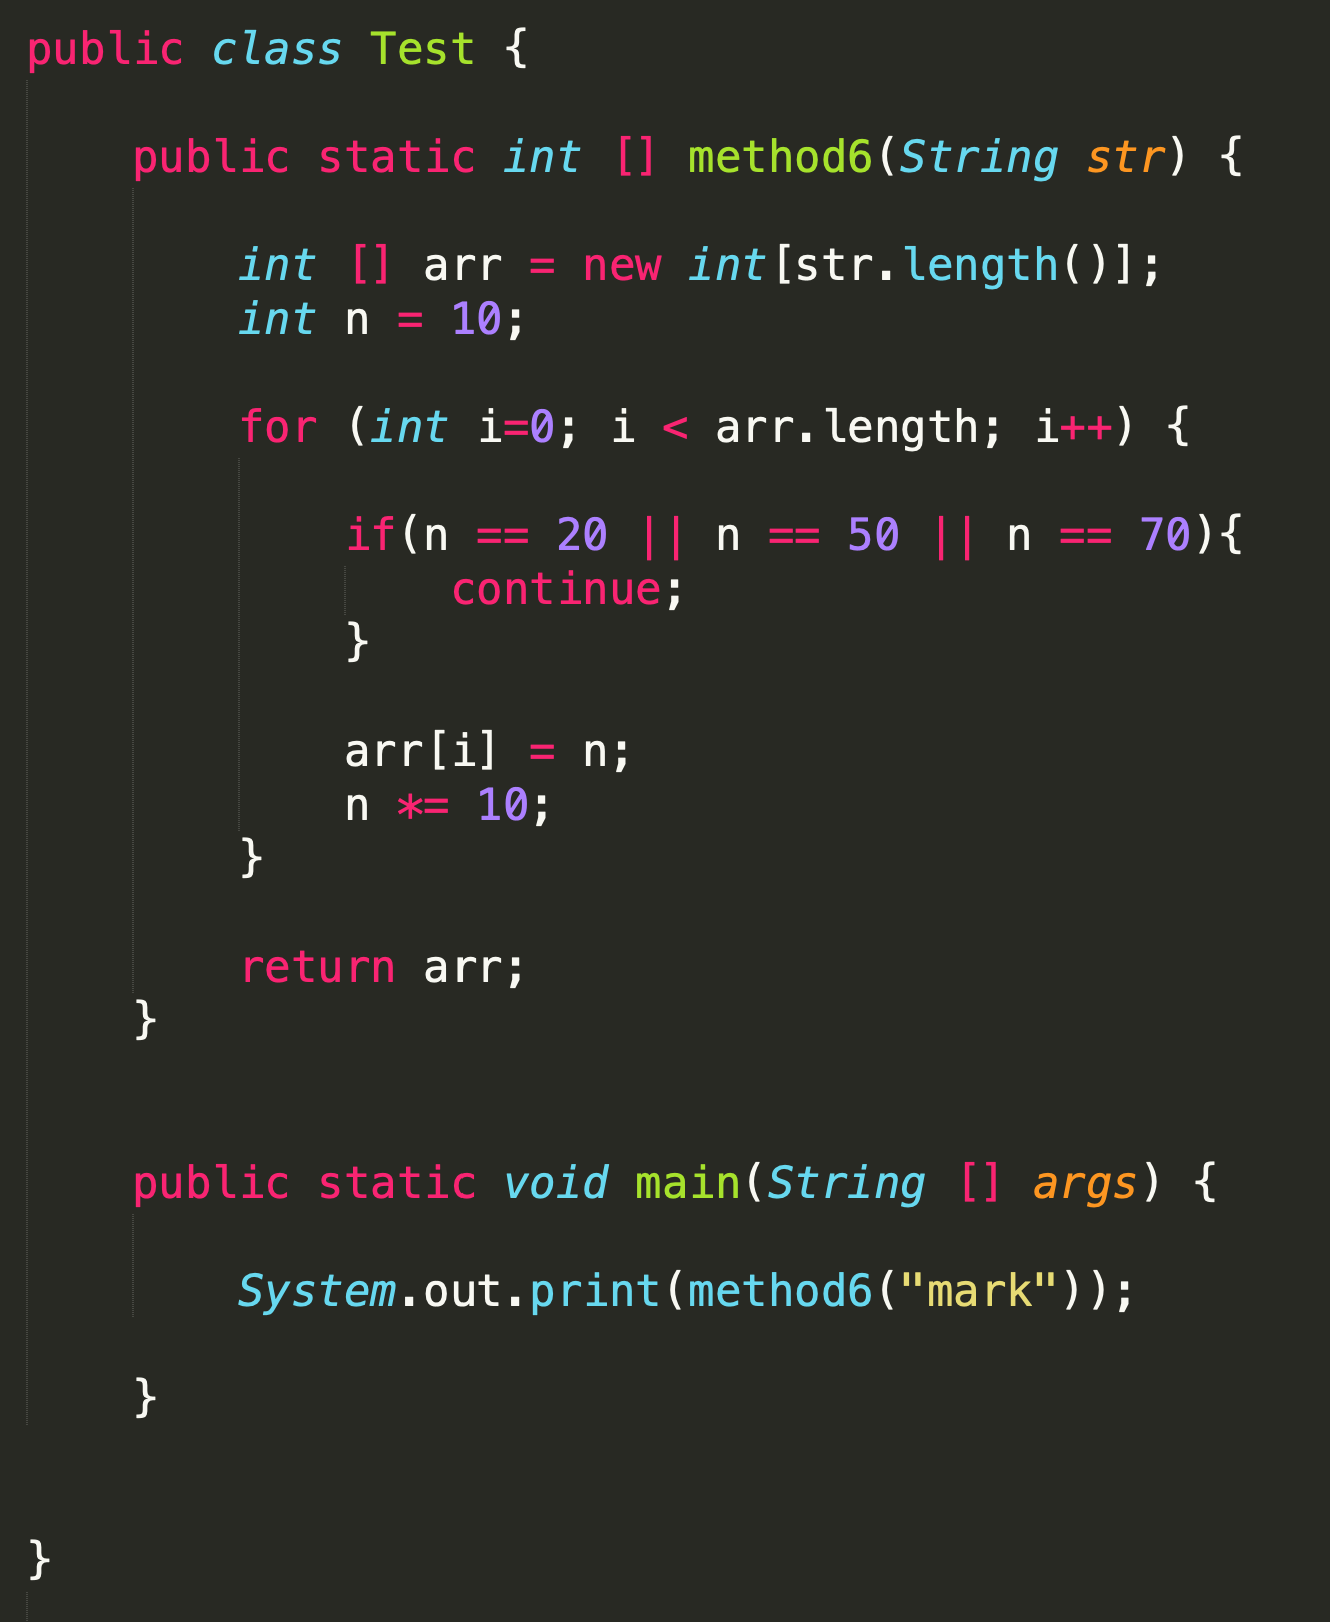 public class Test {
public static int [] method6(String str) {
int [] arr = new int[str.length()];
int n = 10;
for (int i=0; i < arr.length; i++) {
if(n == 20 || n == 50 || n == 70){
continue;
}
arr[i] = n;
n *= 10;
}
return arr;
}
public static void main(String [] args) {
System.out.print(method6("mark"));
}
}